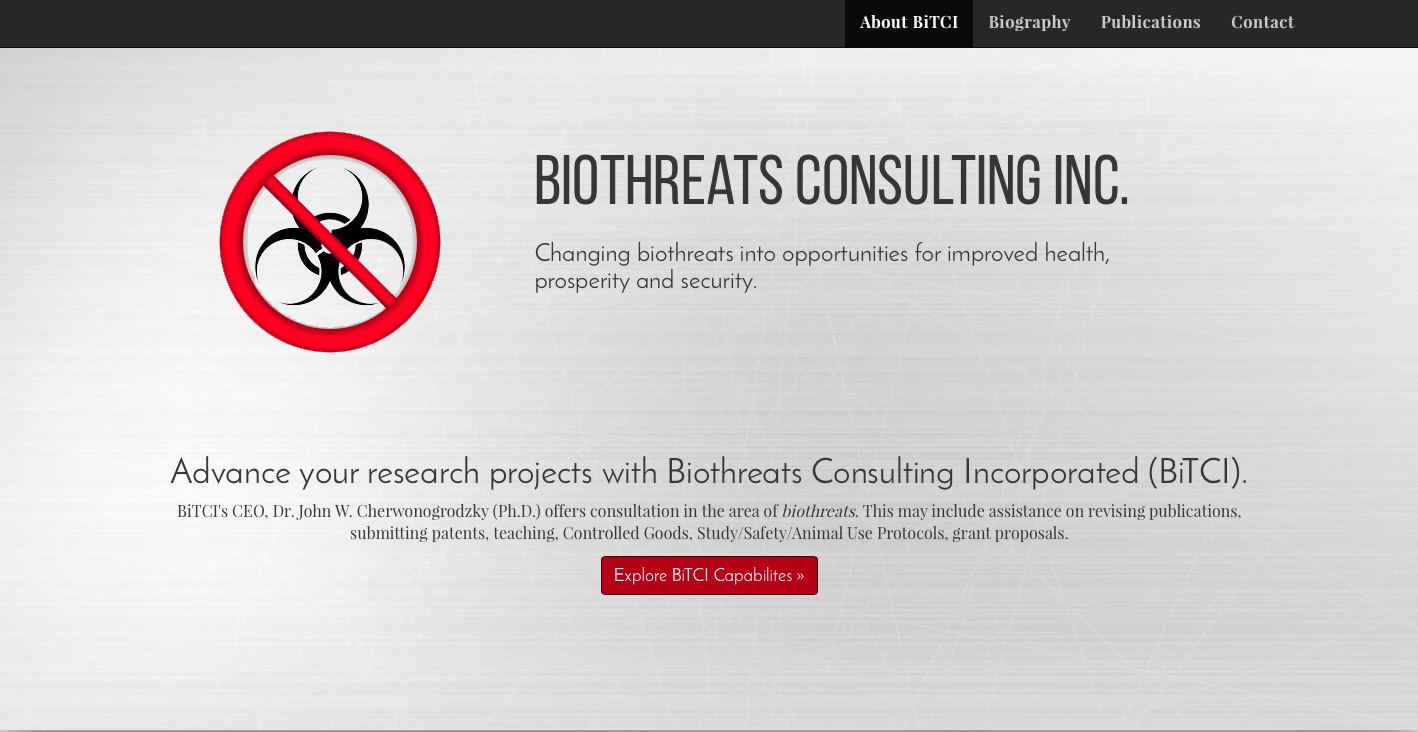 About BiTCI Biography Publications Contact
BIOTHREATS CONSULTING INC.
Changing biothreats into opportunities for improved health,
prosperity and security.
Advance your research projects with Biothreats Consulting Incorporated (BiTCI).
BiTCI's CEO, Dr. John W. Cherwonogrodzky (Ph.D.) offers consultation in the area of biothreats. This may include assistance on revising publications,
submitting patents, teaching, Controlled Goods, Study/Safety/Animal Use Protocols, grant proposals.
Explore BiTCI Capabilites »